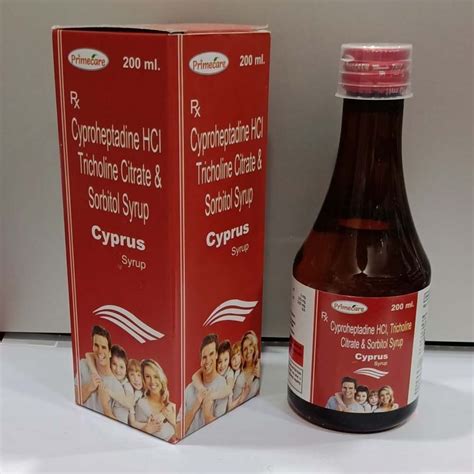 Primecare
200 ml.
Rx
Cyproheptadine HCl
Tricholine Citrate &
Sorbitol Syrup
Cyprus
Syrup
Primecare
200 ml.
Rx
Cyproheptadine HCl
Tricholine Citrate &
Sorbitol Syrup
Cyprus
Syrup
Primecare
200 ml.
Rx
Cyproheptadine HCl, Tricholine
Citrate & Sorbitol Syrup
Cyprus
Syrup